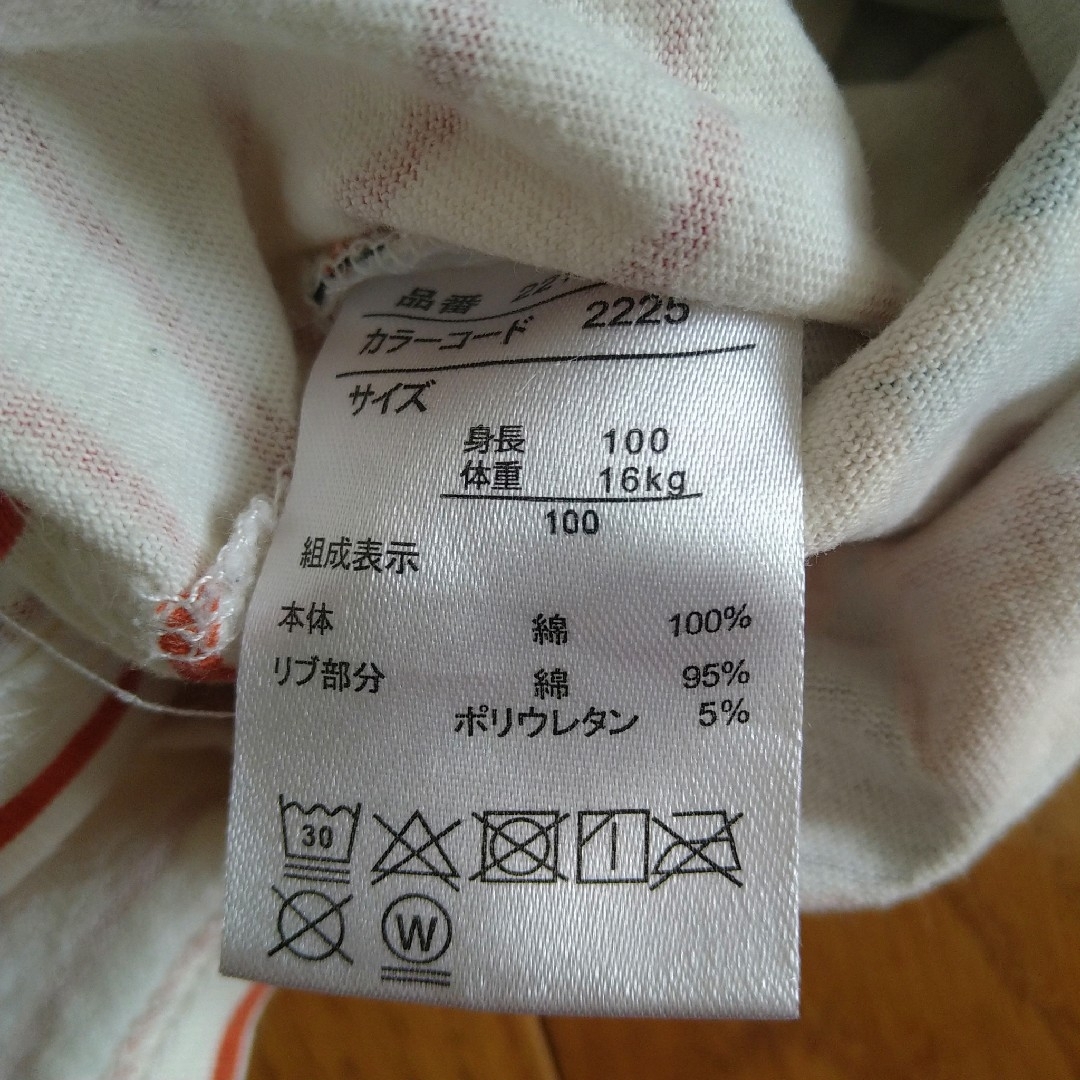 品番
カラーコード 2225
サイズ
身長 100
体重 16kg
100
組成表示
本体 綿 100%
リブ部分 綿 95%
ポリウレタン 5%
30
W